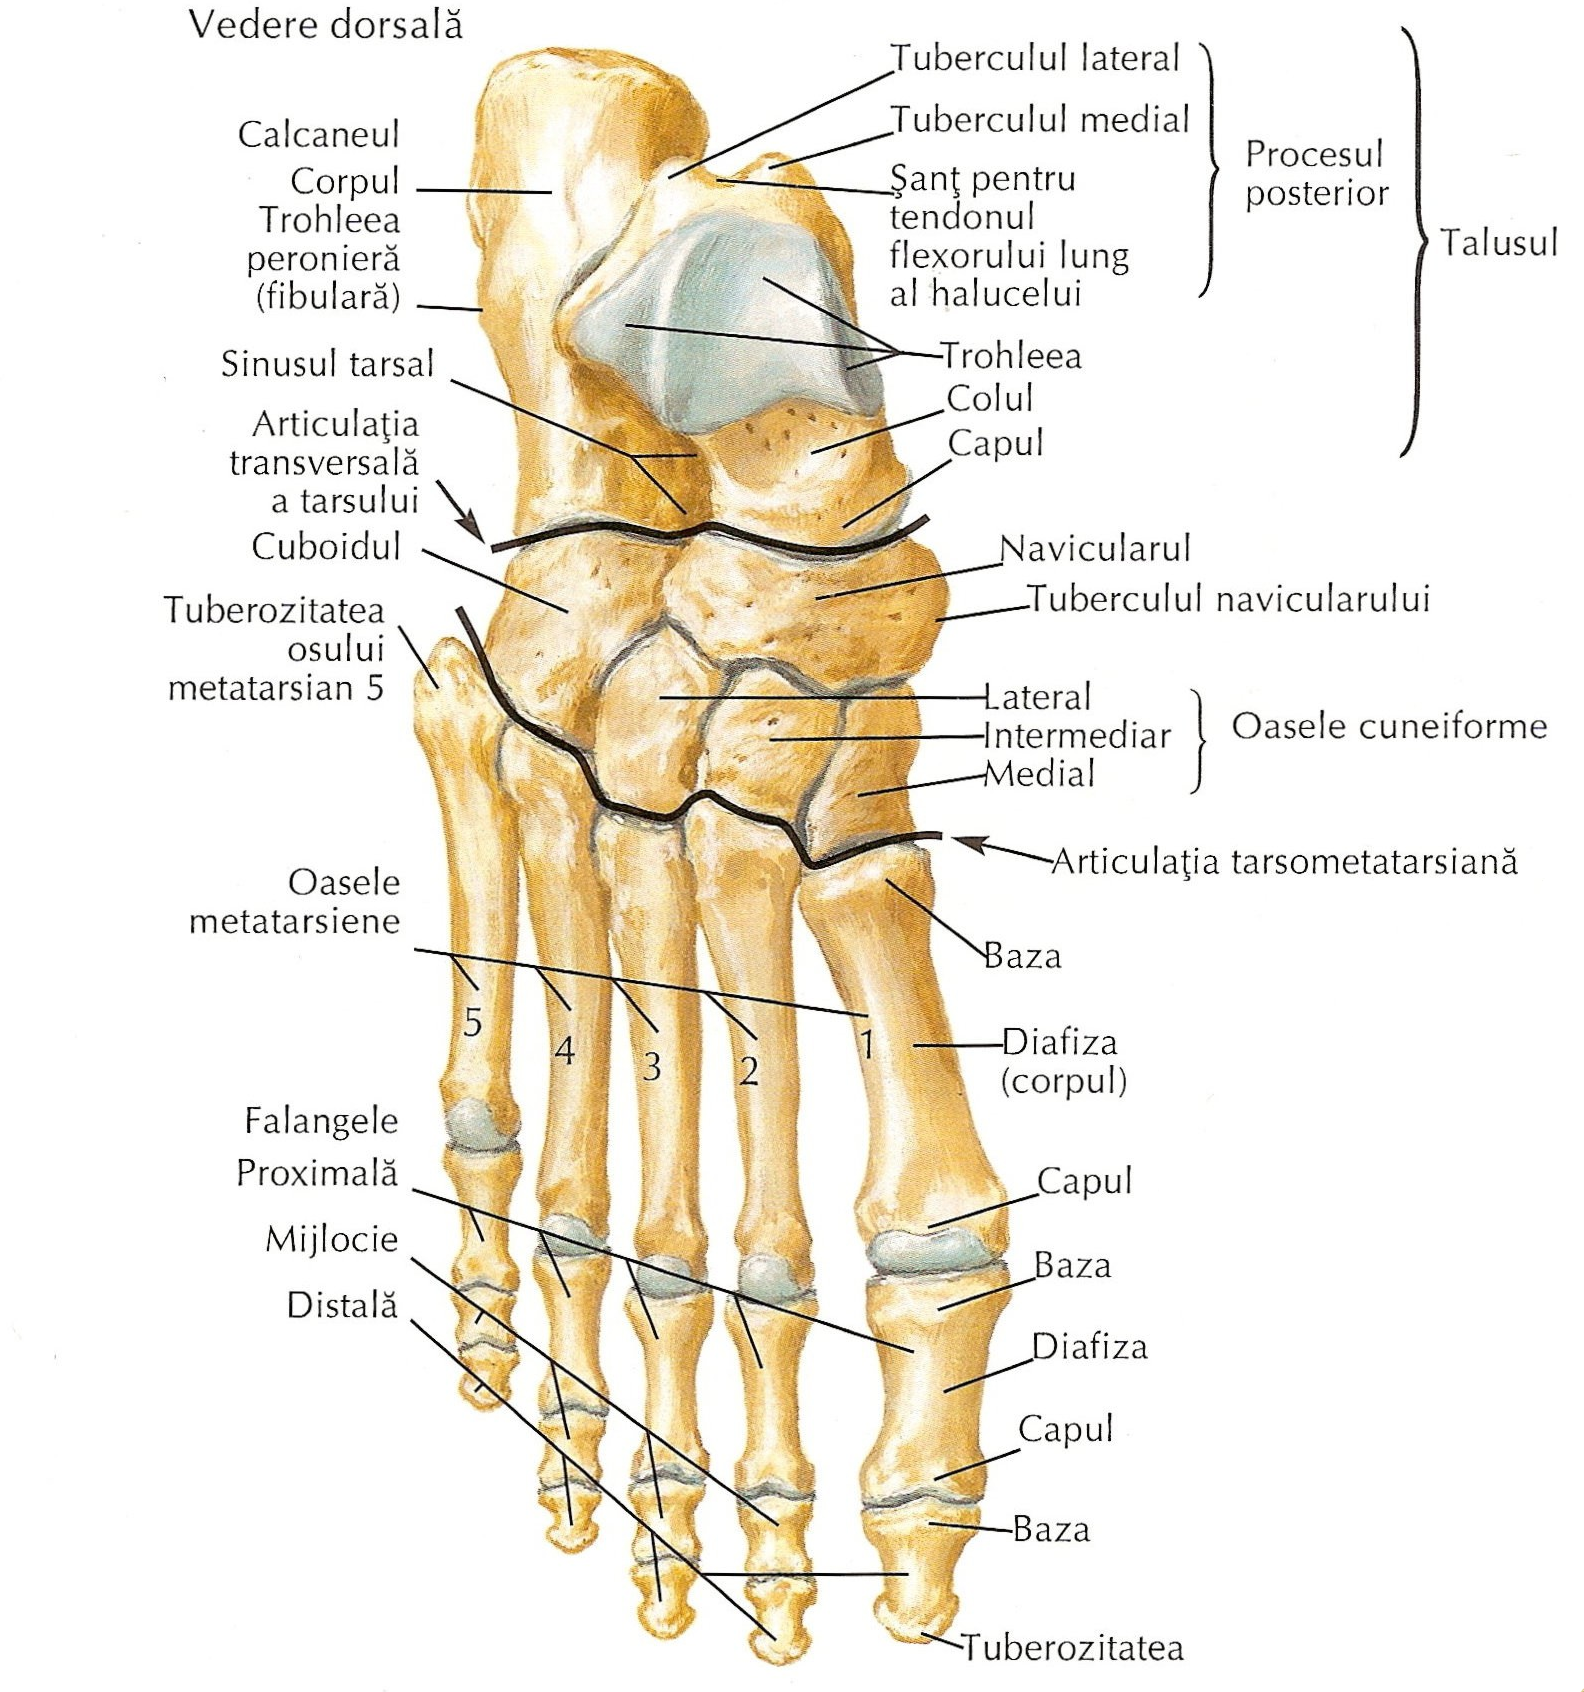 Vedere dorsală
Calcaneul
Corpul
Trohleea
peronieră
(fibulară)
Sinusul tarsal
Articulaţia
transversală
a tarsului
Cuboidul
Tuberozitatea
osului
metatarsian 5
Oasele
metatarsiene
5
4
3
2
1
Falangele
Proximală
Mijlocie
Distală
Tuberculul lateral
Tuberculul medial
Şanţ pentru
tendonul
flexorului lung
al halucelui
Procesul
posterior
Talusul
Trohleea
Colul
Capul
Navicularul
Tuberculul navicularului
Lateral
Intermediar
Medial
Oasele cuneiforme
Articulaţia tarsometatarsiană
Baza
Diafiza
(corpul)
Capul
Baza
Diafiza
Capul
Baza
Tuberozitatea